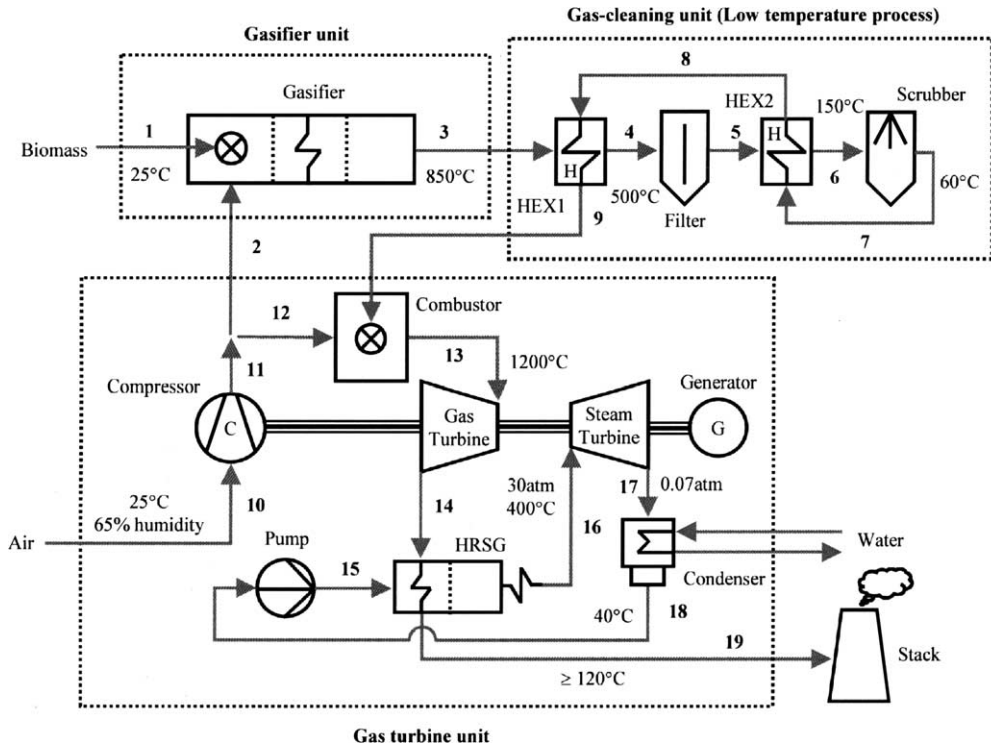 Gas-cleaning unit (Low temperature process)
Gasifier unit
8
Gasifier
HEX2
Scrubber
150°C
1
3
4
5
H
Biomass
H
6
25°C
850°C
500°C
60°C
HEX1
Filter
9
7
2
12
Combustor
13
1200°C
11
Compressor
Generator
Gas
Turbine
Steam
Turbine
C
G
30atm
400°C
17
0.07atm
25°C
65% humidity
10
14
16
Air
Water
Pump
15
HRSG
Condenser
40°C
18
19
Stack
≥ 120°C
Gas turbine unit